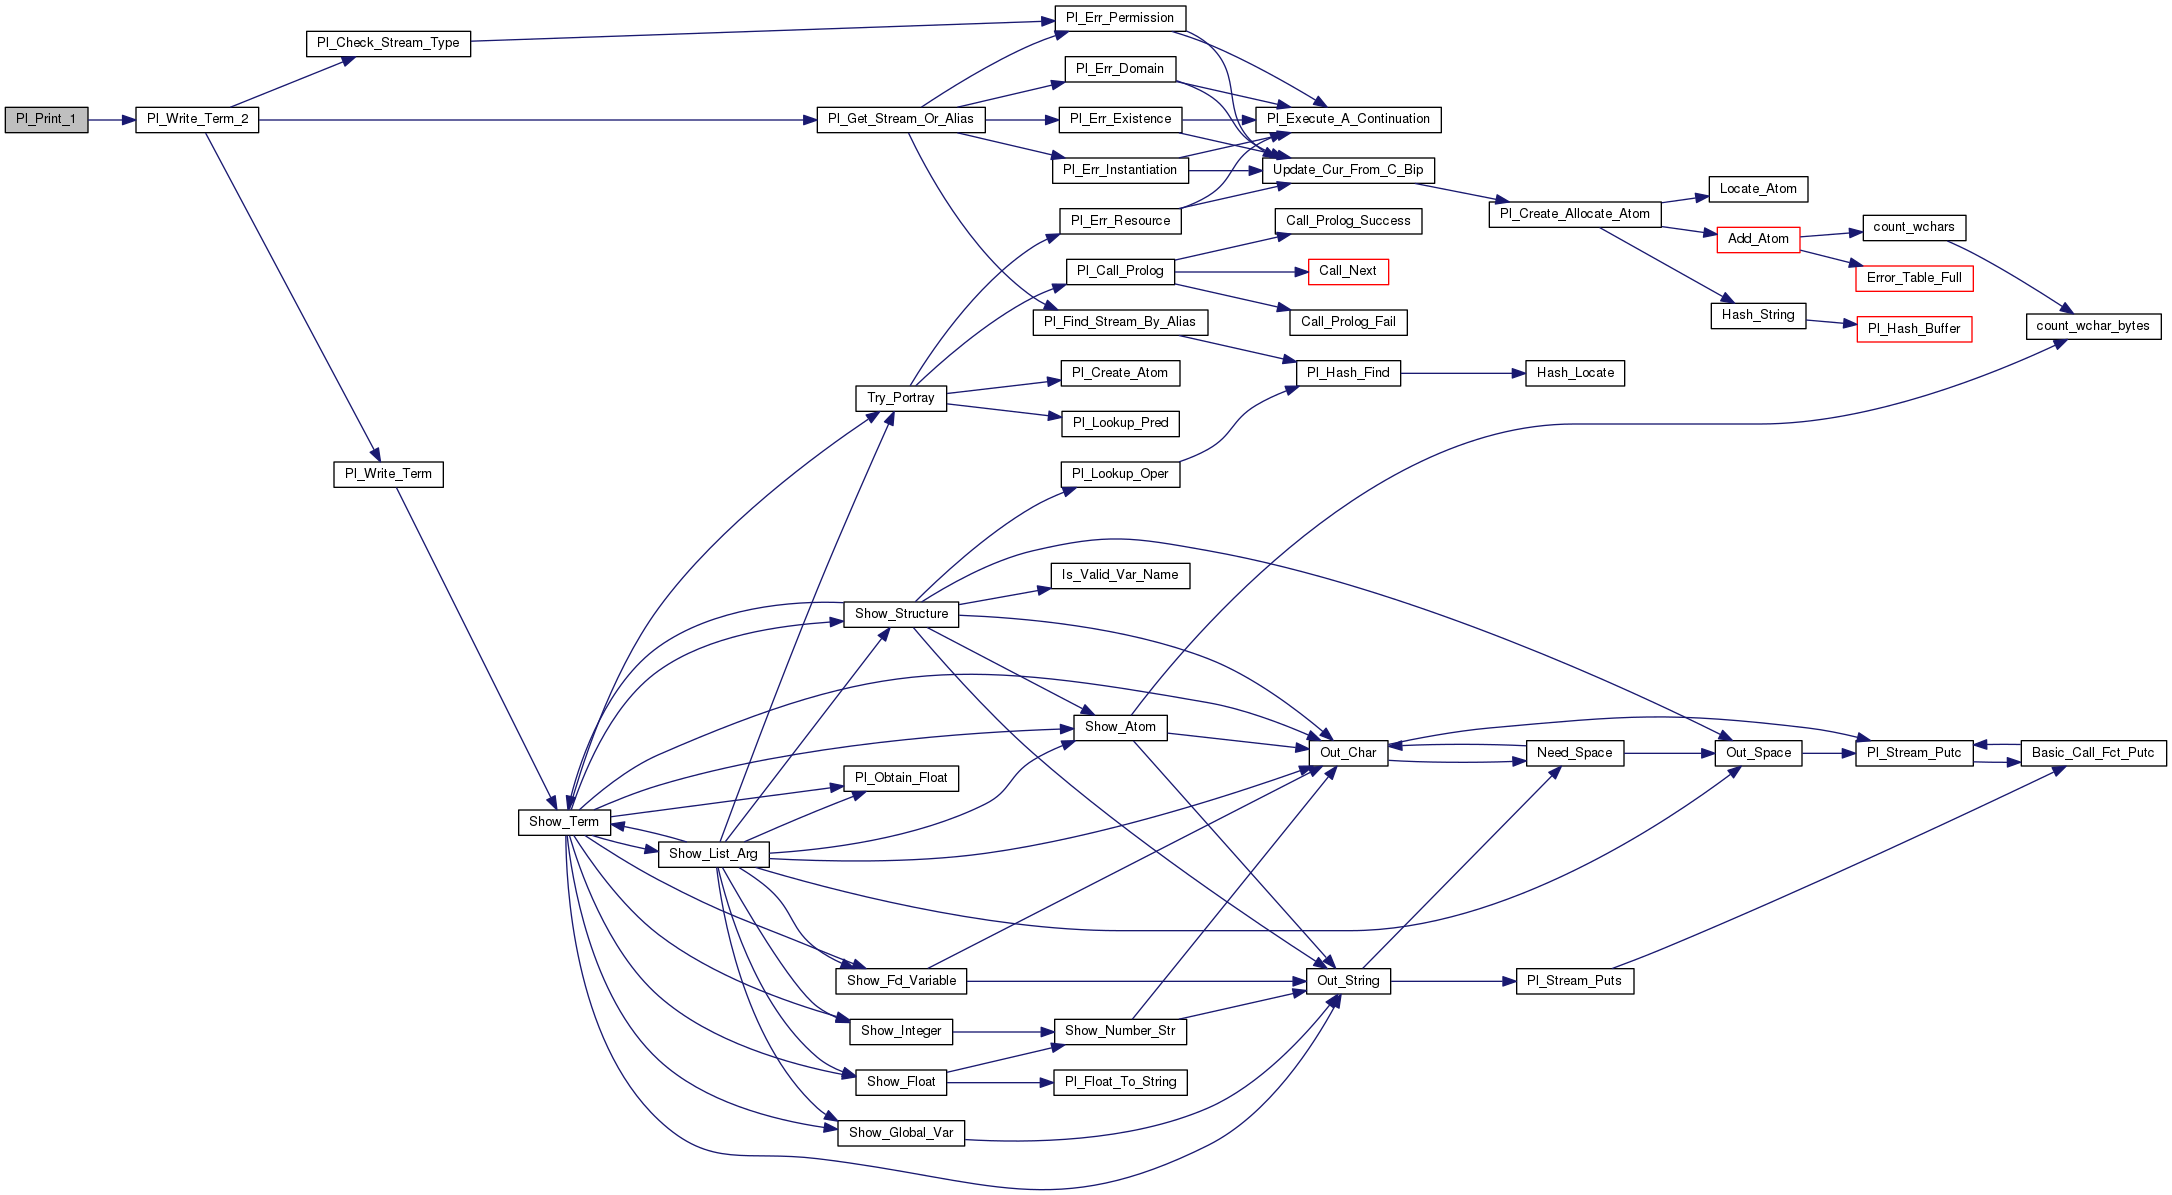 Pl_Print_1
Pl_Write_Term_2
Pl_Check_Stream_Type
Pl_Write_Term
Show_Term
Show_List_Arg
Pl_Get_Stream_Or_Alias
Try_Portray
Show_Structure
Pl_Obtain_Float
Show_Fd_Variable
Show_Integer
Show_Float
Show_Global_Var
Pl_Err_Permission
Pl_Err_Domain
Pl_Err_Existence
Pl_Err_Instantiation
Pl_Err_Resource
Pl_Call_Prolog
Pl_Find_Stream_By_Alias
Pl_Create_Atom
Pl_Lookup_Pred
Pl_Lookup_Oper
Is_Valid_Var_Name
Show_Atom
Show_Number_Str
Pl_Float_To_String
Pl_Execute_A_Continuation
Update_Cur_From_C_Bip
Call_Prolog_Success
Call_Next
Call_Prolog_Fail
Pl_Hash_Find
Out_Char
Out_String
Pl_Create_Allocate_Atom
Hash_Locate
Need_Space
Pl_Stream_Puts
Locate_Atom
Add_Atom
Hash_String
Out_Space
count_wchars
Error_Table_Full
Pl_Hash_Buffer
Pl_Stream_Putc
count_wchar_bytes
Basic_Call_Fct_Putc